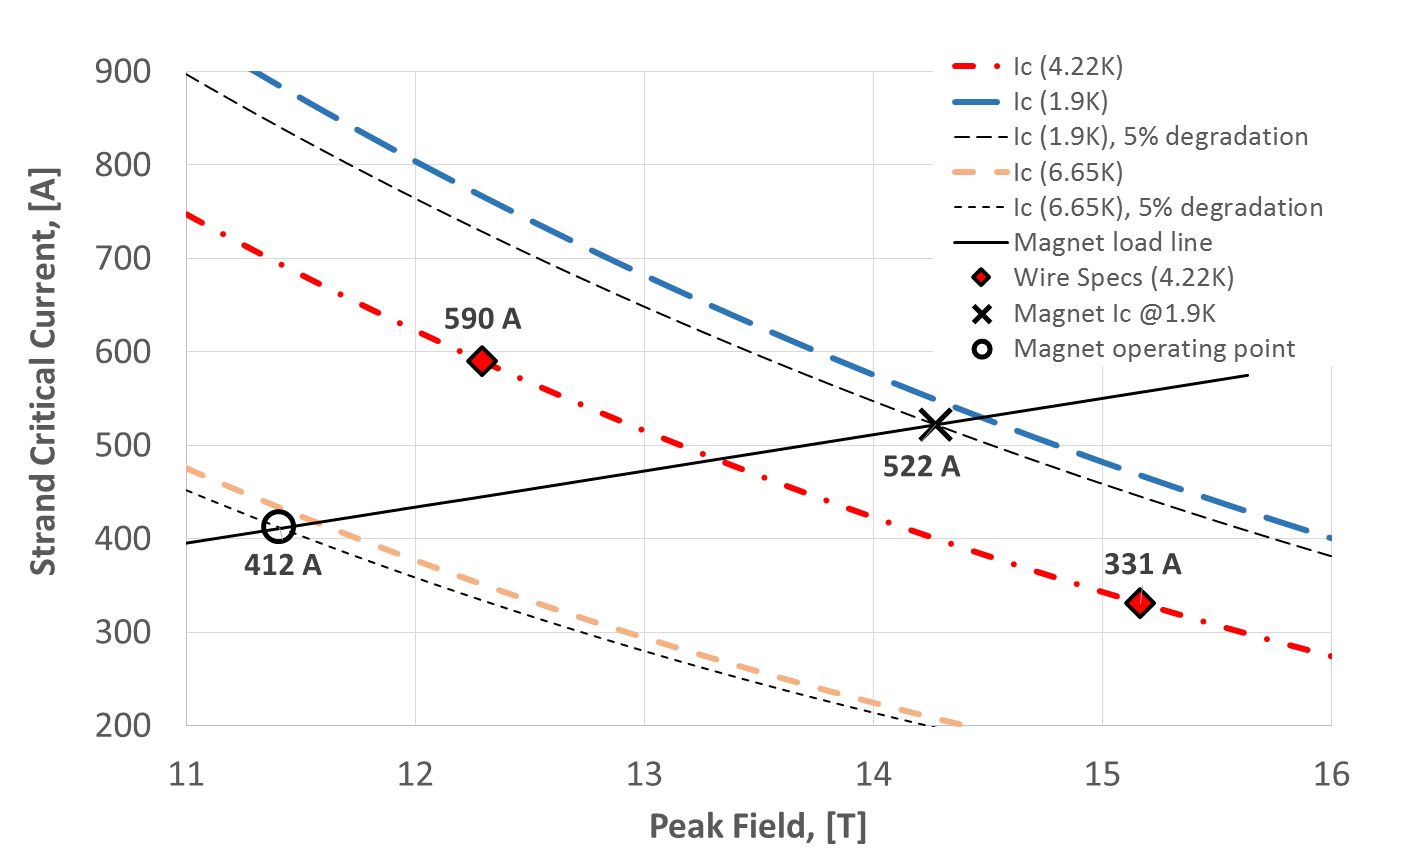 Ic (4.22K)
Ic (1.9K)
Ic (1.9K), 5% degradation
Ic (6.65K)
Ic (6.65K), 5% degradation
Magnet load line
Wire Specs (4.22K)
Magnet Ic @1.9K
Magnet operating point
900
800
700
600
500
400
300
200
Strand Critical Current, [A]
590 A
522 A
412 A
331 A
11
12
13
14
15
16
Peak Field, [T]